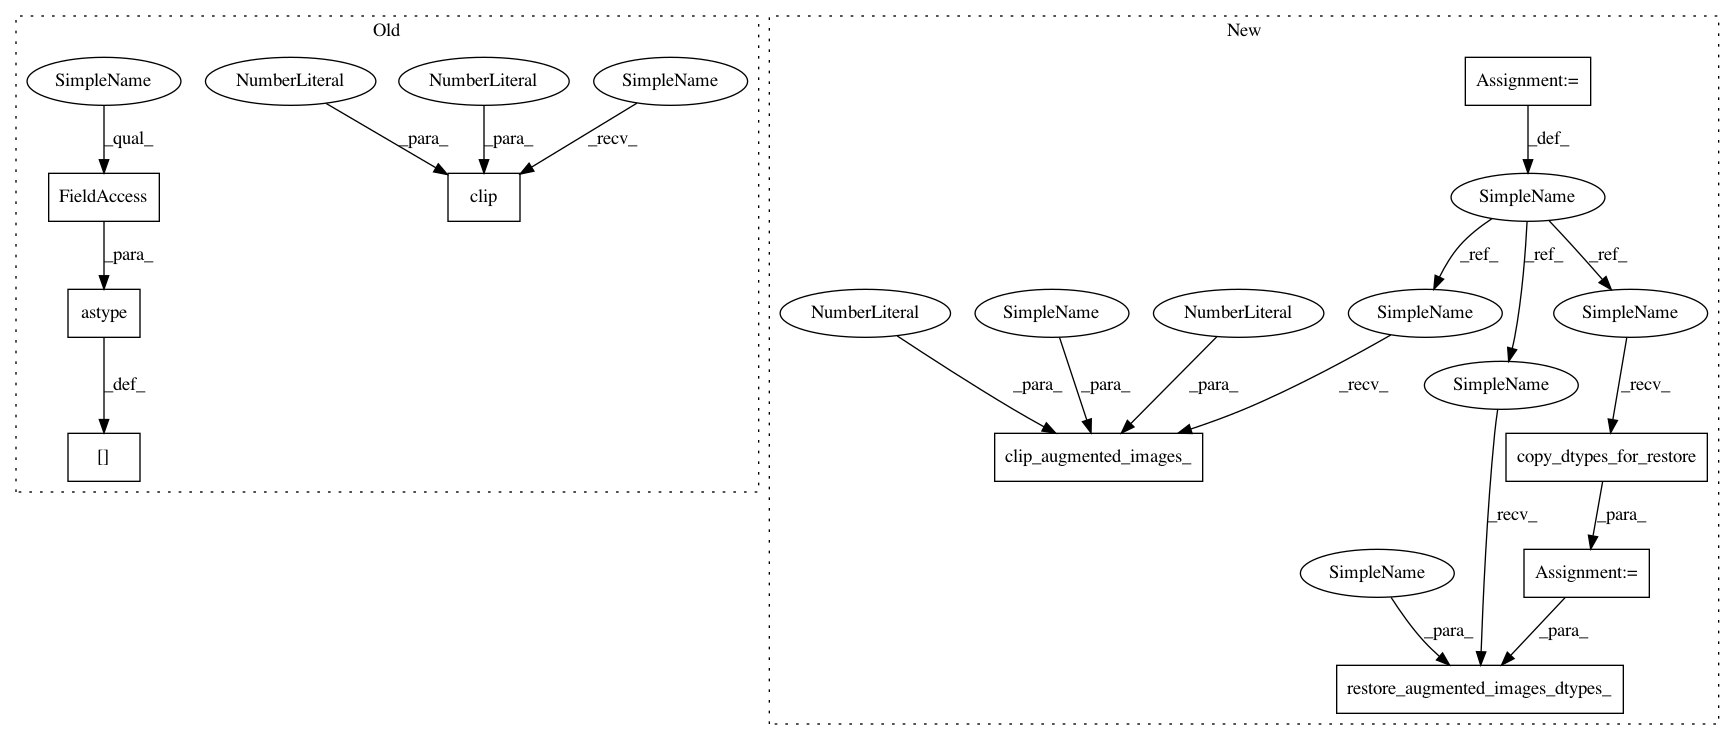 Old
SimpleName
NumberLiteral
NumberLiteral
SimpleName
_qual_
_para_
_para_
_recv_
FieldAccess
clip
_para_
astype
_def_
[]
New
Assignment:=
_def_
SimpleName
_ref_
_ref_
_ref_
NumberLiteral
SimpleName
NumberLiteral
SimpleName
SimpleName
_para_
_para_
_para_
_recv_
SimpleName
_recv_
clip_augmented_images_
copy_dtypes_for_restore
_recv_
_para_
SimpleName
Assignment:=
_para_
_para_
restore_augmented_images_dtypes_